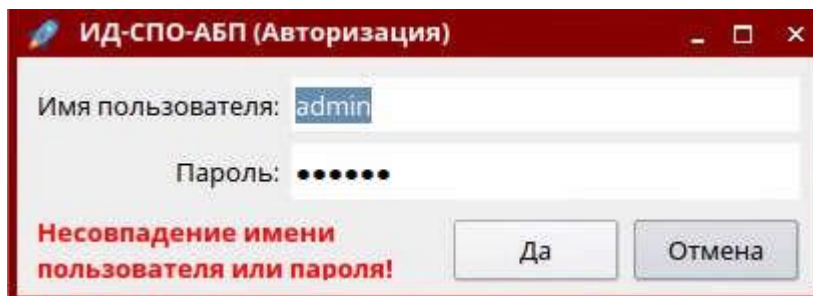 ИД-СПО-АБП (Авторизация)
Имя пользователя: admin
Пароль: ••••••
Несовпадение имени
пользователя или пароля!
Да
Отмена